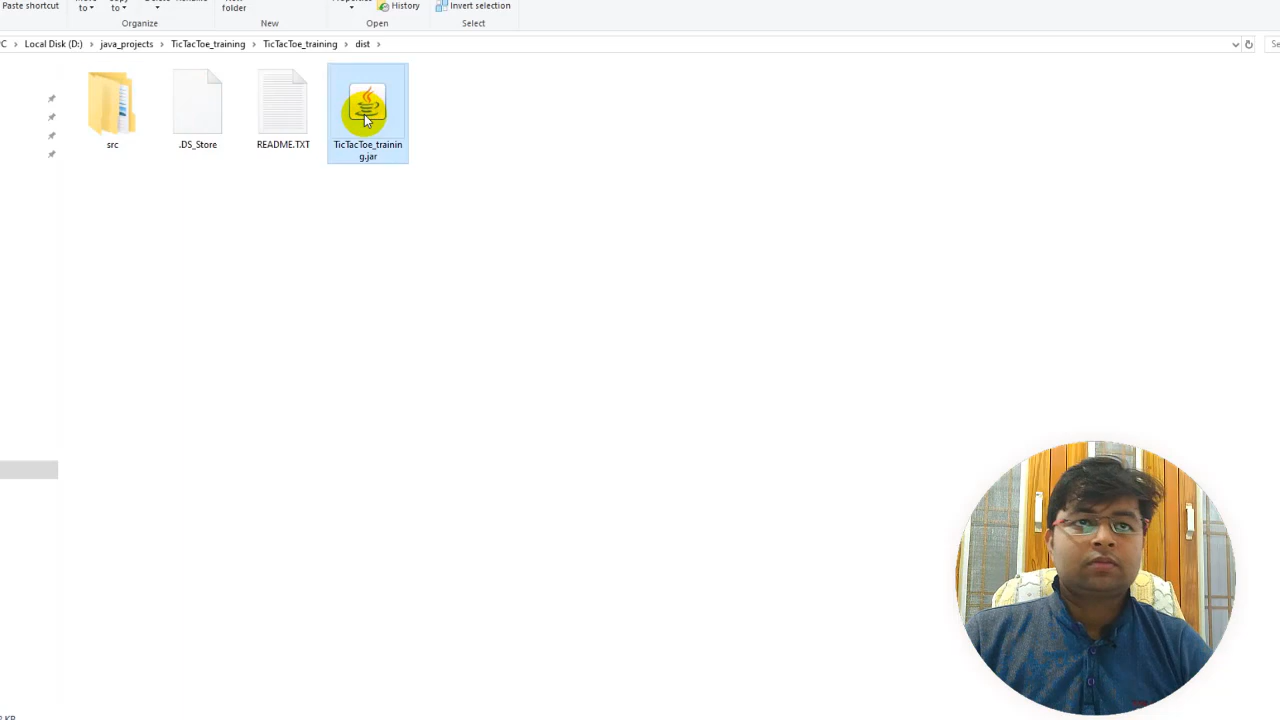 Paste shortcut
to
to
folder
History
Invert selection
Organize
New
Open
Select
PC > Local Disk (D:) > java_projects > TicTacToe_training > TicTacToe_training > dist >
src
.DS_Store
README.TXT
TicTacToe_trainin
g.jar